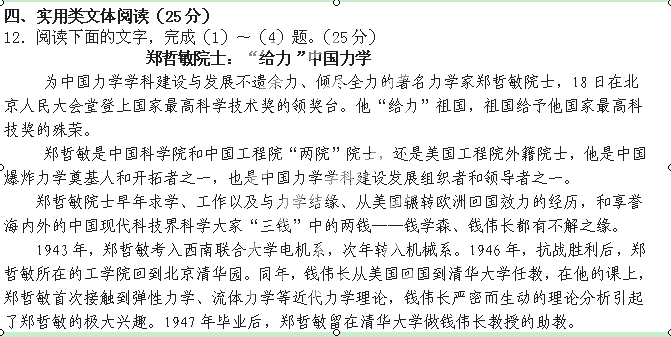 四、实用类文体阅读(25分)
12. 阅读下面的文字，完成（1）～（4）题。（25分）
郑哲敏院士：“给力”中国力学
为中国力学学科建设与发展不遗余力、倾尽全力的著名力学家郑哲敏院士，18日在北
京人民大会堂登上国家最高科学技术奖的领奖台。他“给力”祖国，祖国给予他国家最高科
技奖的殊荣。
郑哲敏是中国科学院和中国工程院“两院”院士，还是美国工程院外籍院士，他是中国
爆炸力学奠基人和开拓者之一，也是中国力学学科建设发展组织者和领导者之一。
郑哲敏院士早年求学、工作以及与力学结缘、从美国辗转欧洲回国效力的经历，和享誉
海内外的中国现代科技界科学大家“三钱”中的两钱——钱学森、钱伟长都有不解之缘。
1943年，郑哲敏考入西南联合大学电机系，次年转入机械系。1946年，抗战胜利后，郑
哲敏所在的工学院回到北京清华园。同年，钱伟长从美国回国到清华大学任教，在他的课上，
郑哲敏首次接触到弹性力学、流体力学等近代力学理论，钱伟长严密而生动的理论分析引起
了郑哲敏的极大兴趣。1947年毕业后，郑哲敏留在清华大学做钱伟长教授的助教。